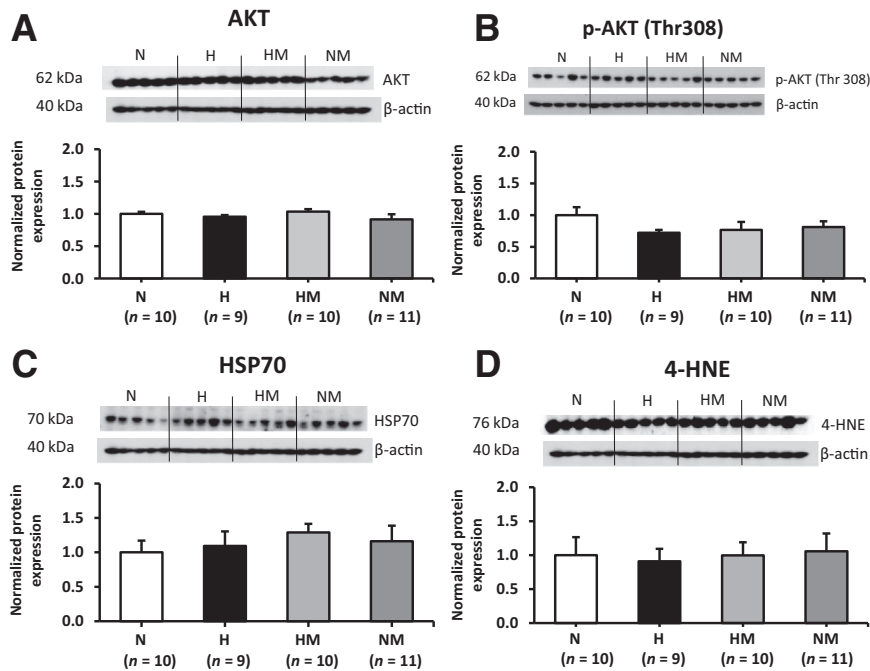 A
AKT
N H HM NM
62 kDa AKT
40 kDa β-actin
Normalized protein
expression
2.0
1.5
1.0
0.5
0.0
N H HM NM
(n = 10) (n = 9) (n = 10) (n = 11)
B
p-AKT (Thr308)
N H HM NM
62 kDa p-AKT (Thr 308)
40 kDa β-actin
Normalized protein
expression
2.0
1.5
1.0
0.5
0.0
N H HM NM
(n = 10) (n = 9) (n = 10) (n = 11)
C
HSP70
N H HM NM
70 kDa HSP70
40 kDa β-actin
Normalized protein
expression
2.0
1.5
1.0
0.5
0.0
N H HM NM
(n = 10) (n = 9) (n = 10) (n = 11)
D
4-HNE
N H HM NM
76 kDa 4-HNE
40 kDa β-actin
Normalized protein
expression
2.0
1.5
1.0
0.5
0.0
N H HM NM
(n = 10) (n = 9) (n = 10) (n = 11)